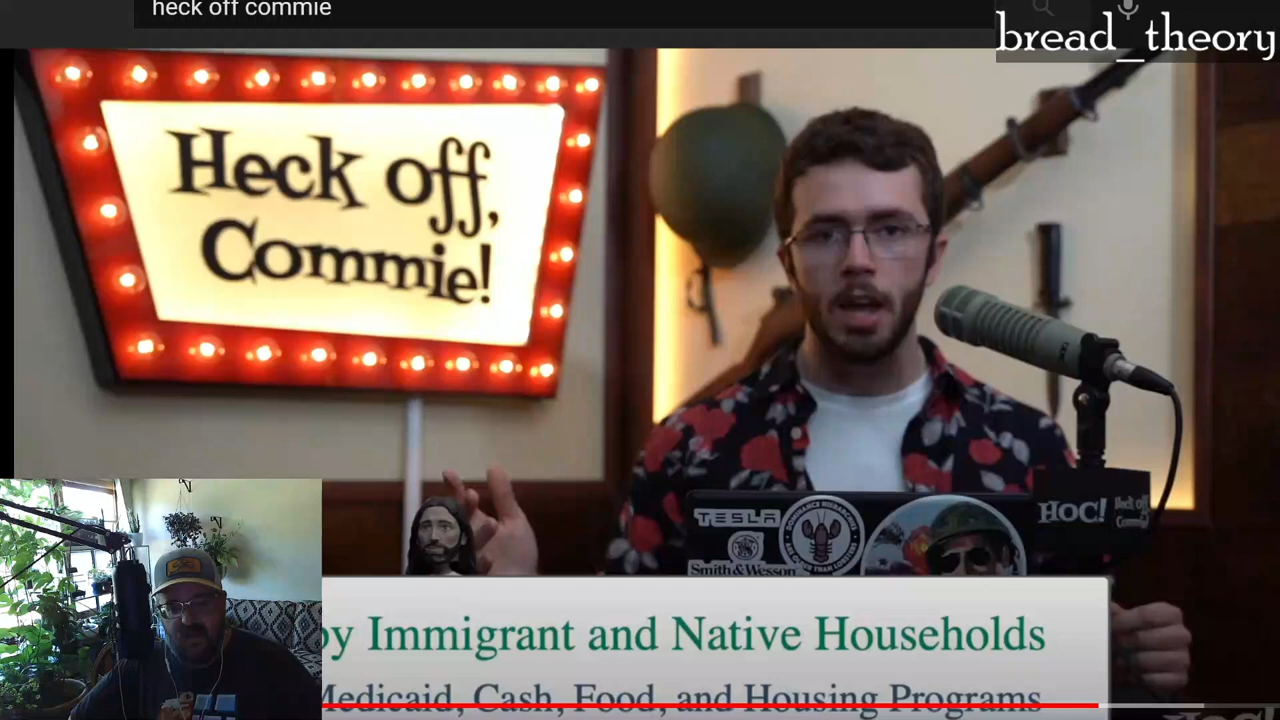 heck off commie
bread_theory
Heck off,
Commie!
TESLA
Smith & Wesson
HOC!
Heck off
Commie!
by Immigrant and Native Households
Medicaid, Cash, Food, and Housing Programs